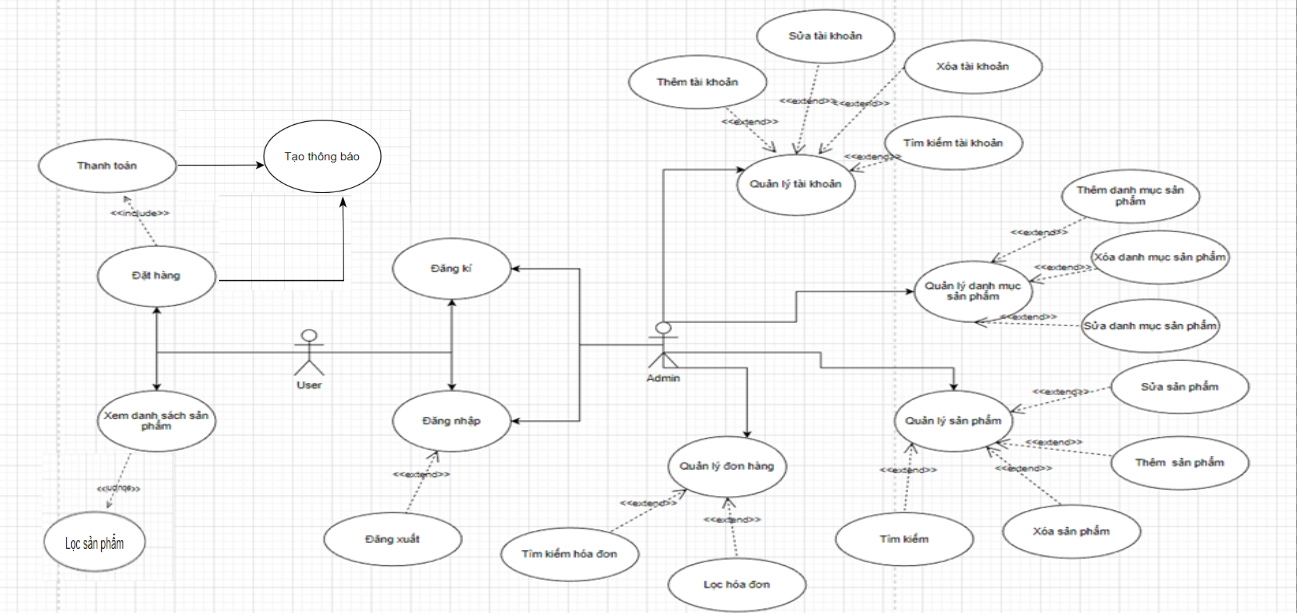 Sửa tài khoản
Thêm tài khoản
Xóa tài khoản
<<extend>>
<<extend>>
<<extend>>
Tìm kiếm tài khoản
<<extend>>
Quản lý tài khoản
Thanh toán
Tạo thông báo
<<include>>
Thêm danh mục sản
phẩm
<<extend>>
Xóa danh mục sản phẩm
<<extend>>
Đặt hàng
Đăng kí
Quản lý danh mục
sản phẩm
<<extend>>
Sửa danh mục sản phẩm
User
Admin
Xem danh sách sản
phẩm
Đăng nhập
Quản lý sản phẩm
Sửa sản phẩm
<<extend>>
<<extend>>
Thêm sản phẩm
Quản lý đơn hàng
<<extend>>
<<extend>>
<<extend>>
<<extend>>
<<extend>>
Lọc sản phẩm
Đăng xuất
Tìm kiếm hóa đơn
Lọc hóa đơn
Tìm kiếm
Xóa sản phẩm